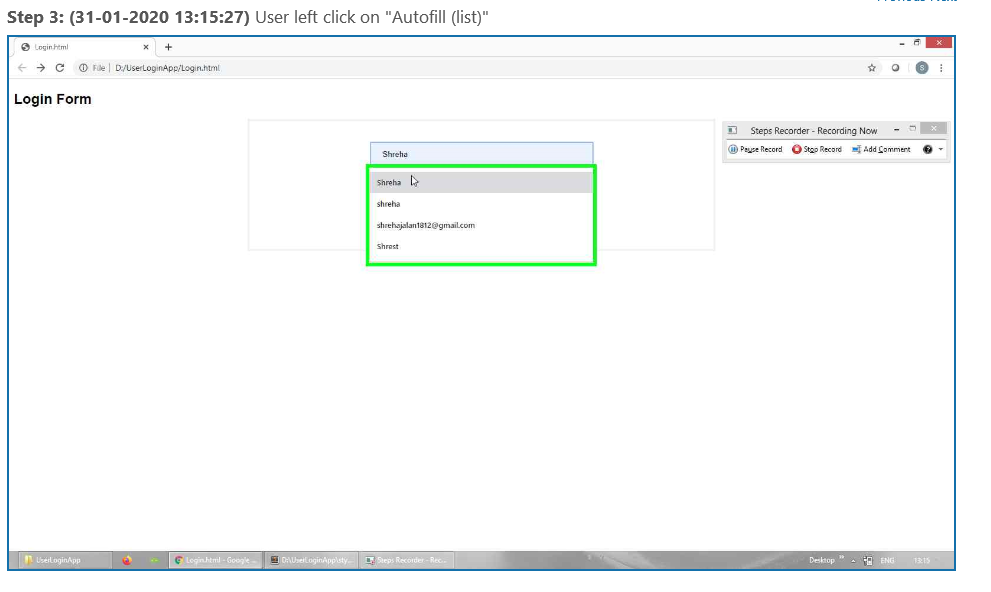 Step 3: (31-01-2020 13:15:27) User left click on "Autofill (list)"
Login.html
File D:/UserLoginApp/Login.html
S
Login Form
Steps Recorder - Recording Now
Pause Record Stop Record Add Comment
Shreha
Shreha
shreha
shrehajalan1812@gmail.com
Shrest
UserLoginApp Login.html - Google ... D:\UserLoginApp\sty... Steps Recorder - Rec... Desktop ENG 13:15